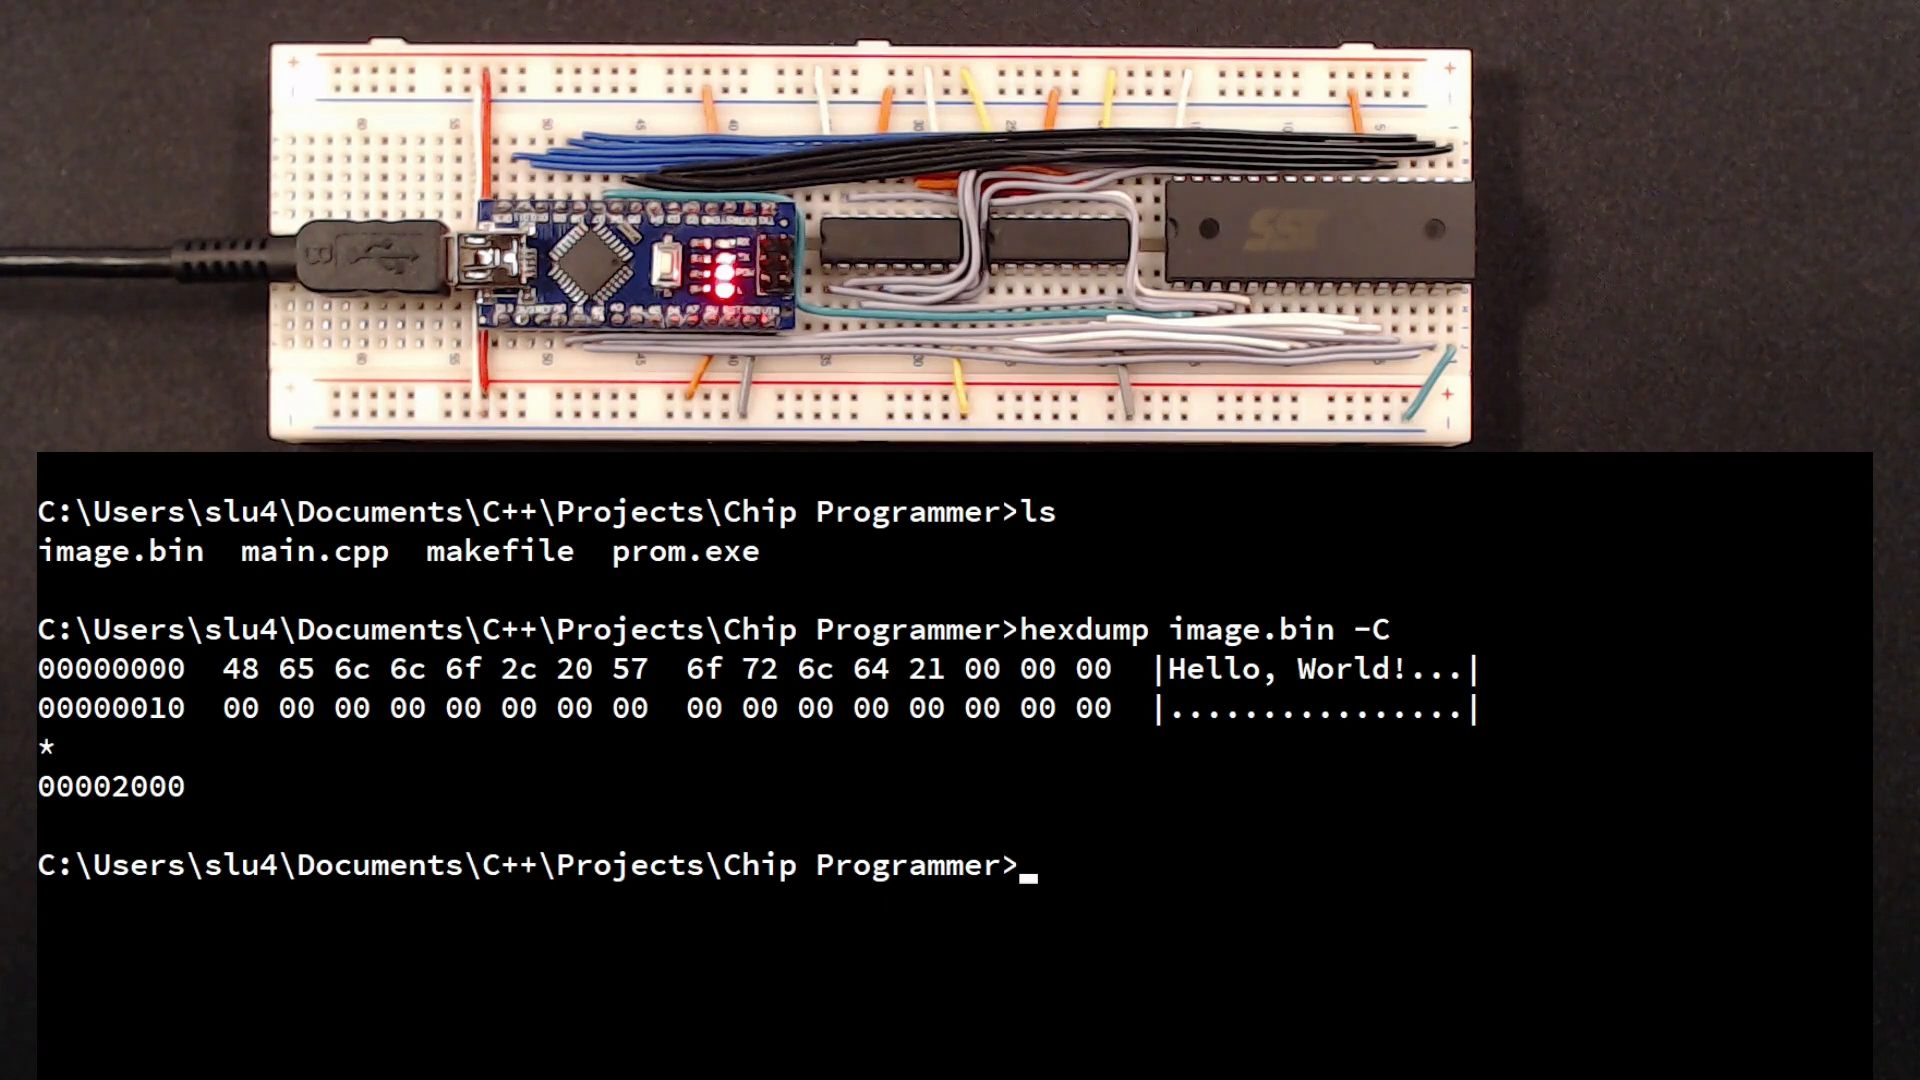 SST
C:\Users\slu4\Documents\C++\Projects\Chip Programmer>ls
image.bin  main.cpp  makefile  prom.exe
C:\Users\slu4\Documents\C++\Projects\Chip Programmer>hexdump image.bin -C
00000000  48 65 6c 6c 6f 2c 20 57  6f 72 6c 64 21 00 00 00  |Hello, World!...|
00000010  00 00 00 00 00 00 00 00  00 00 00 00 00 00 00 00  |................|
*
00002000
C:\Users\slu4\Documents\C++\Projects\Chip Programmer>